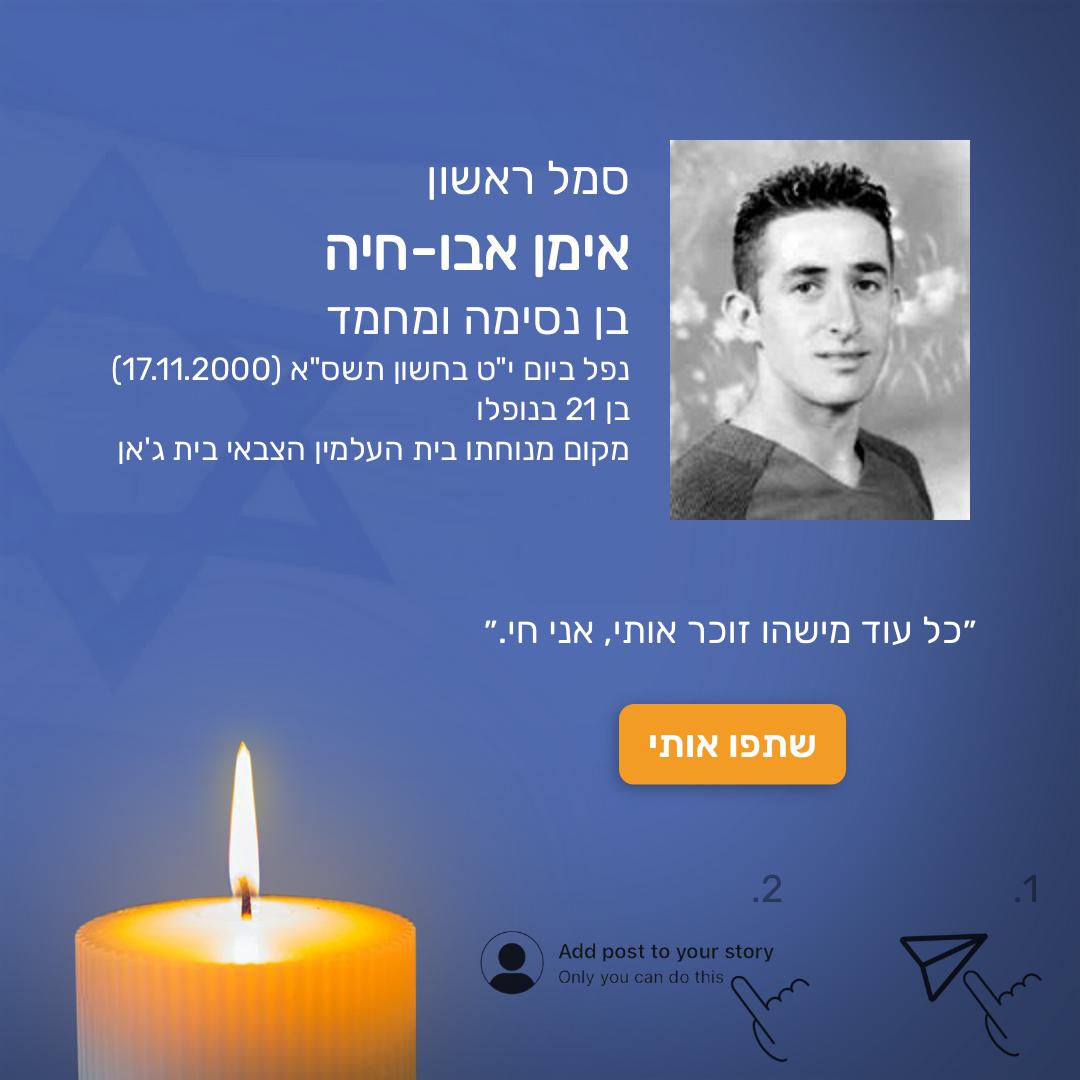 סמל ראשון
אימן אבו-חיה
בן נסימה ומחמד
נפל ביום י"ט בחשון תשס"א (17.11.2000)
בן 21 בנופלו
מקום מנוחתו בית העלמין הצבאי בית ג'אן
״כל עוד מישהו זוכר אותי, אני חי.״
שתפו אותי
1.
2.
Add post to your story
Only you can do this